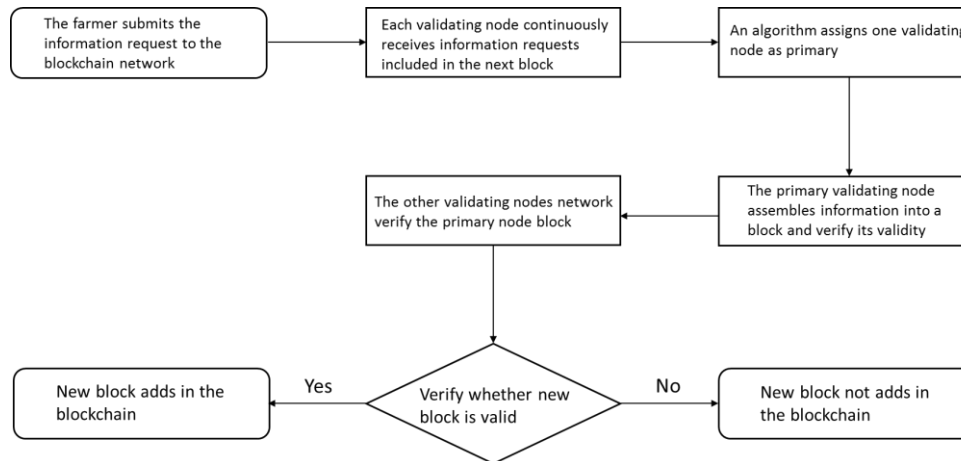 The farmer submits the
information request to the
blockchain network
Each validating node continuously
receives information requests
included in the next block
An algorithm assigns one validating
node as primary
The primary validating node
assembles information into a
block and verify its validity
The other validating nodes network
verify the primary node block
Verify whether new
block is valid
Yes
New block adds in the
blockchain
No
New block not adds in
the blockchain